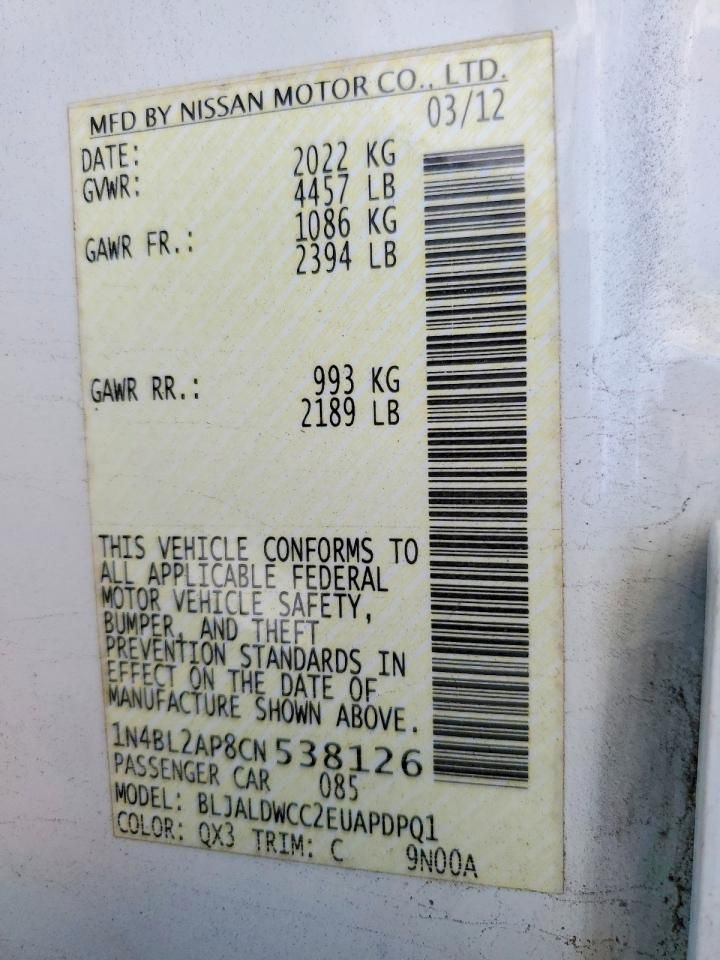 MFD BY NISSAN MOTOR CO., LTD.
03/12
DATE: 2022 KG
GVWR: 4457 LB
1086 KG
GAWR FR.: 2394 LB
GAWR RR.: 993 KG
2189 LB
THIS VEHICLE CONFORMS TO
ALL APPLICABLE FEDERAL
MOTOR VEHICLE SAFETY,
BUMPER, AND THEFT
PREVENTION STANDARDS IN
EFFECT ON THE DATE OF
MANUFACTURE SHOWN ABOVE.
1N4BL2AP8CN 538126
PASSENGER CAR 085
MODEL: BLJALDWCC2EUAPDPQ1
COLOR: QX3 TRIM: C 9N00A